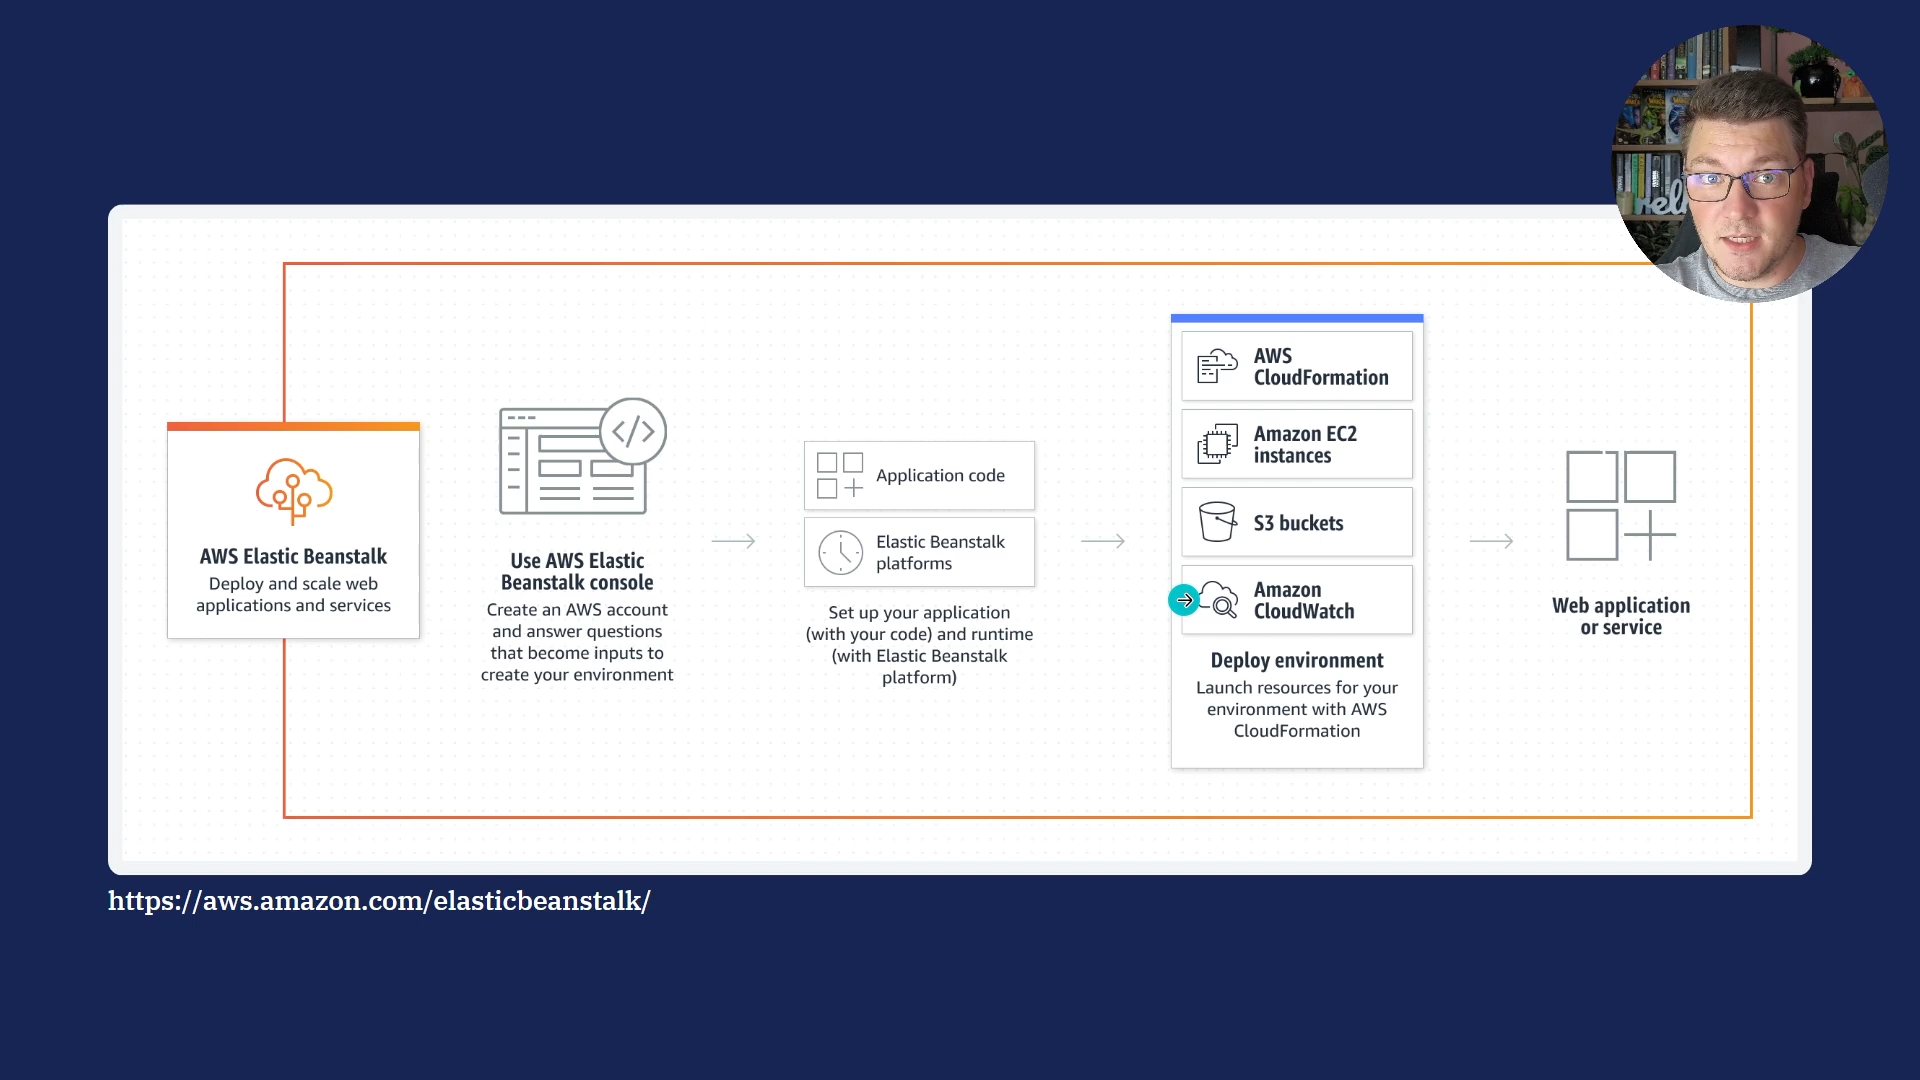 AWS Elastic Beanstalk
Deploy and scale web
applications and services
Use AWS Elastic
Beanstalk console
Create an AWS account
and answer questions
that become inputs to
create your environment
Application code
Elastic Beanstalk
platforms
Set up your application
(with your code) and runtime
(with Elastic Beanstalk
platform)
AWS
CloudFormation
Amazon EC2
instances
S3 buckets
Amazon
CloudWatch
Deploy environment
Launch resources for your
environment with AWS
CloudFormation
Web application
or service
https://aws.amazon.com/elasticbeanstalk/